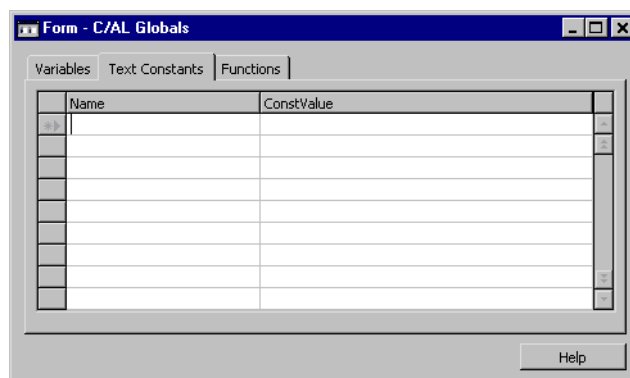 Form - C/AL Globals
Variables Text Constants Functions
Name ConstValue
Help